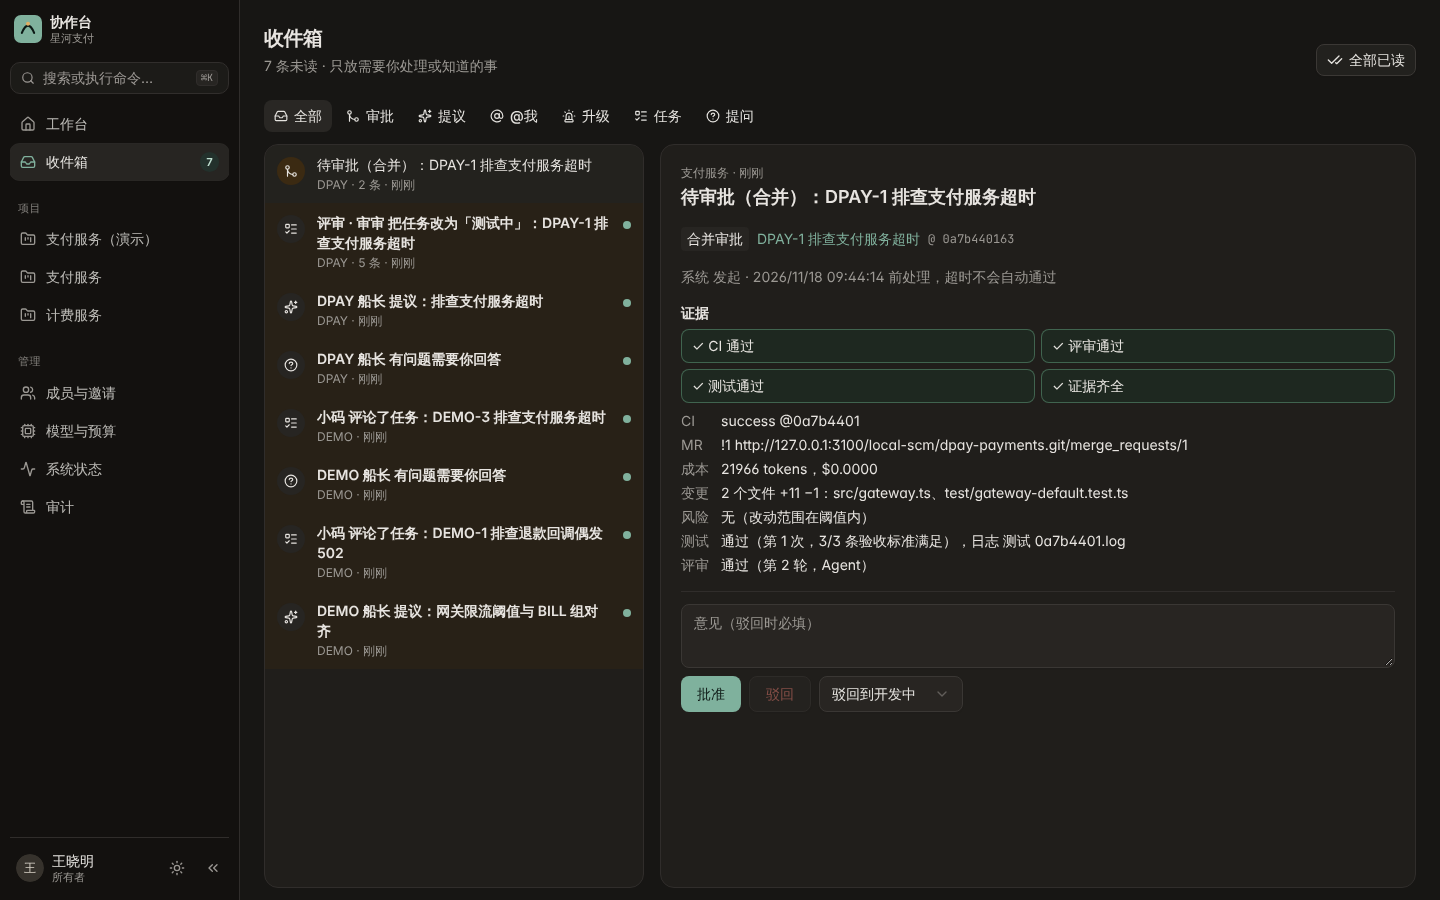 协作台
星河支付
搜索或执行命令... ⌘K
工作台
收件箱 7
项目
支付服务（演示）
支付服务
计费服务
管理
成员与邀请
模型与预算
系统状态
审计
王 王晓明
所有者
收件箱
7 条未读 · 只放需要你处理或知道的事
全部已读
全部 审批 提议 @我 升级 任务 提问
待审批（合并）：DPAY-1 排查支付服务超时
DPAY · 2 条 · 刚刚
评审 · 审审 把任务改为「测试中」：DPAY-1 排
查支付服务超时
DPAY · 5 条 · 刚刚
DPAY 船长 提议：排查支付服务超时
DPAY · 刚刚
DPAY 船长 有问题需要你回答
DPAY · 刚刚
小码 评论了任务：DEMO-3 排查支付服务超时
DEMO · 刚刚
DEMO 船长 有问题需要你回答
DEMO · 刚刚
小码 评论了任务：DEMO-1 排查退款回调偶发
502
DEMO · 刚刚
DEMO 船长 提议：网关限流阈值与 BILL 组对
齐
DEMO · 刚刚
支付服务 · 刚刚
待审批（合并）：DPAY-1 排查支付服务超时
合并审批 DPAY-1 排查支付服务超时 @ 0a7b440163
系统 发起 · 2026/11/18 09:44:14 前处理，超时不会自动通过
证据
✓ CI 通过 ✓ 评审通过
✓ 测试通过 ✓ 证据齐全
CI success @0a7b4401
MR !1 http://127.0.0.1:3100/local-scm/dpay-payments.git/merge_requests/1
成本 21966 tokens，$0.0000
变更 2 个文件 +11 −1：src/gateway.ts、test/gateway-default.test.ts
风险 无（改动范围在阈值内）
测试 通过（第 1 次，3/3 条验收标准满足），日志 测试 0a7b4401.log
评审 通过（第 2 轮，Agent）
意见（驳回时必填）
批准 驳回 驳回到开发中